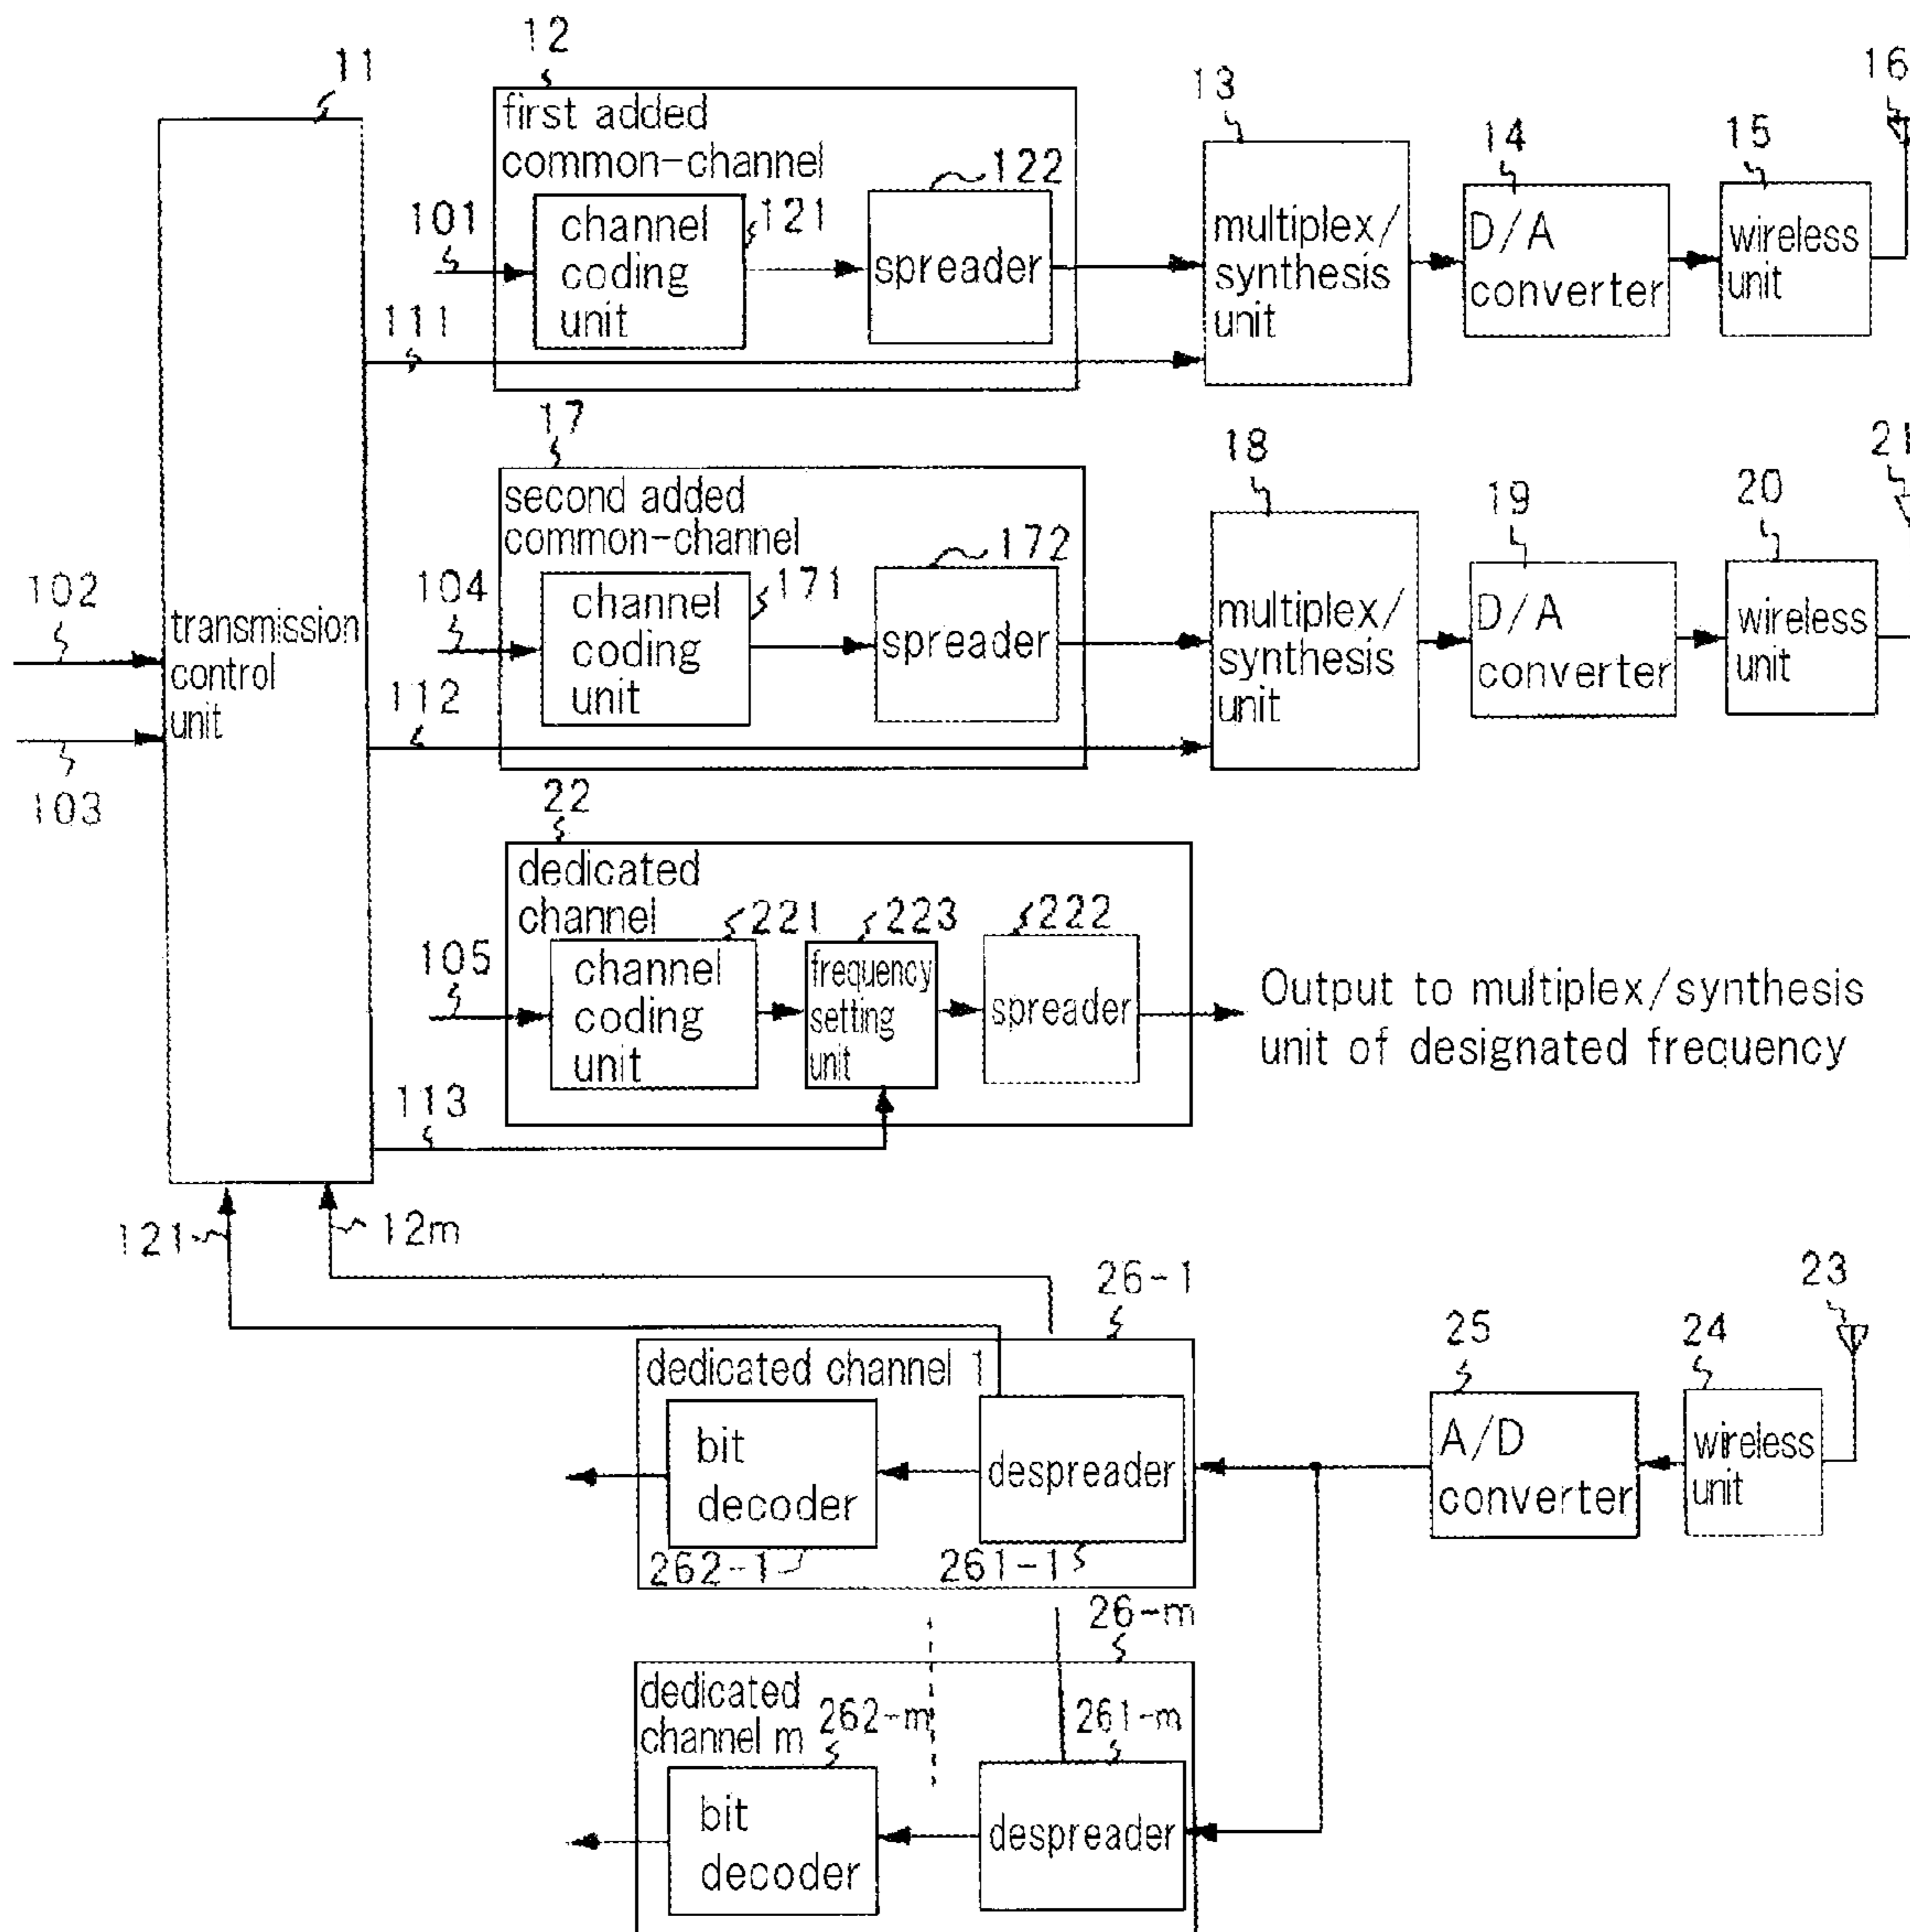 12
11
13
16
first added
common-channel
14
15
122
101
channel
coding
unit
121
spreader
multiplex/
synthesis
unit
D/A
converter
wireless
unit
111
17
18
21
second added
common-channel
19
20
172
102
104
channel
coding
unit
171
spreader
multiplex/
synthesis
unit
D/A
converter
wireless
unit
transmission
control
unit
112
103
22
dedicated
channel
221
223
222
105
channel
coding
unit
frequency
setting
unit
spreader
Output to multiplex/synthesis
unit of designated frequency
113
121
12m
26-1
23
25
24
dedicated channel 1
bit
decoder
despreader
A/D
converter
wireless
unit
262-1
261-1
26-m
dedicated
channel m
262-m
261-m
bit
decoder
despreader